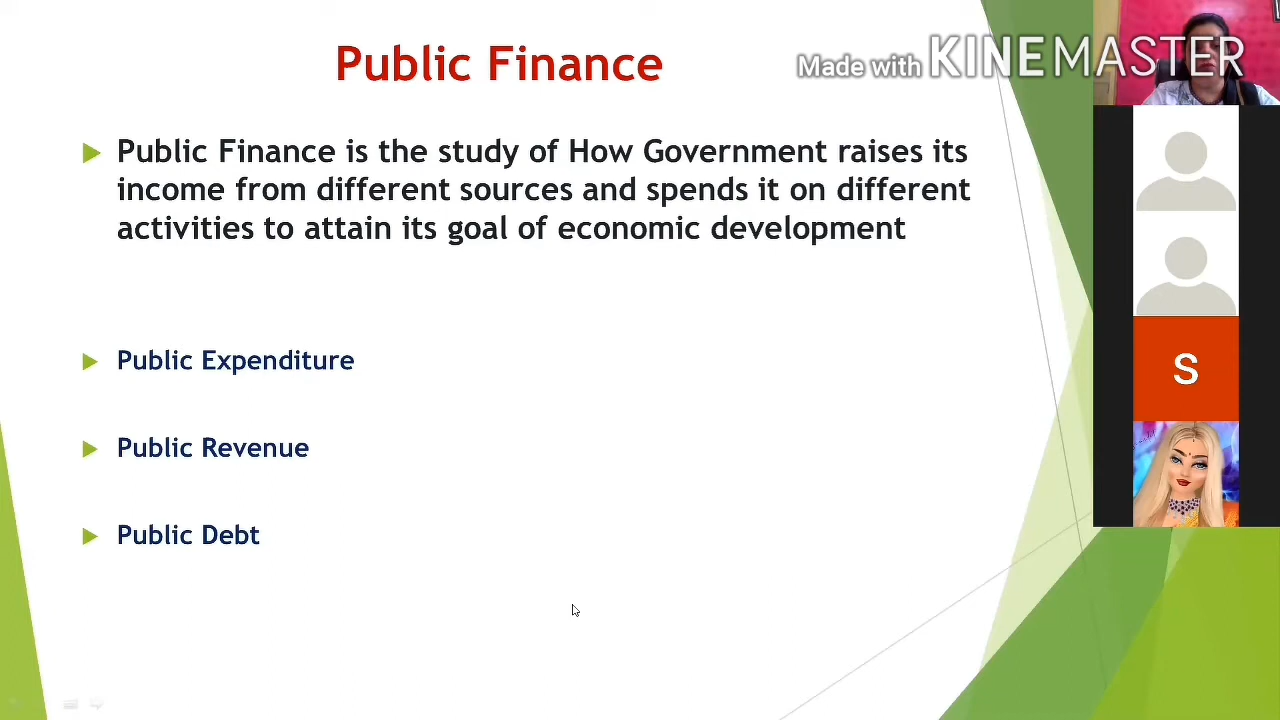 Public Finance
Made with KINEMASTER
Public Finance is the study of How Government raises its
income from different sources and spends it on different
activities to attain its goal of economic development
Public Expenditure
Public Revenue
Public Debt
S